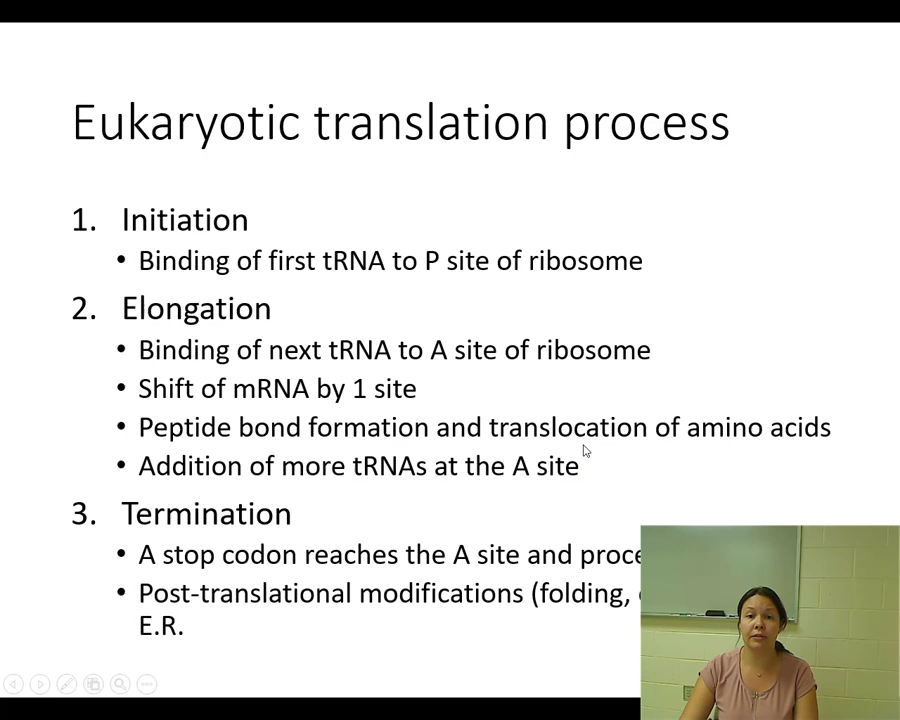 Eukaryotic translation process
1. Initiation
• Binding of first tRNA to P site of ribosome
2. Elongation
• Binding of next tRNA to A site of ribosome
• Shift of mRNA by 1 site
• Peptide bond formation and translocation of amino acids
• Addition of more tRNAs at the A site
3. Termination
• A stop codon reaches the A site and
• Post-translational modifications (folding,
E.R.